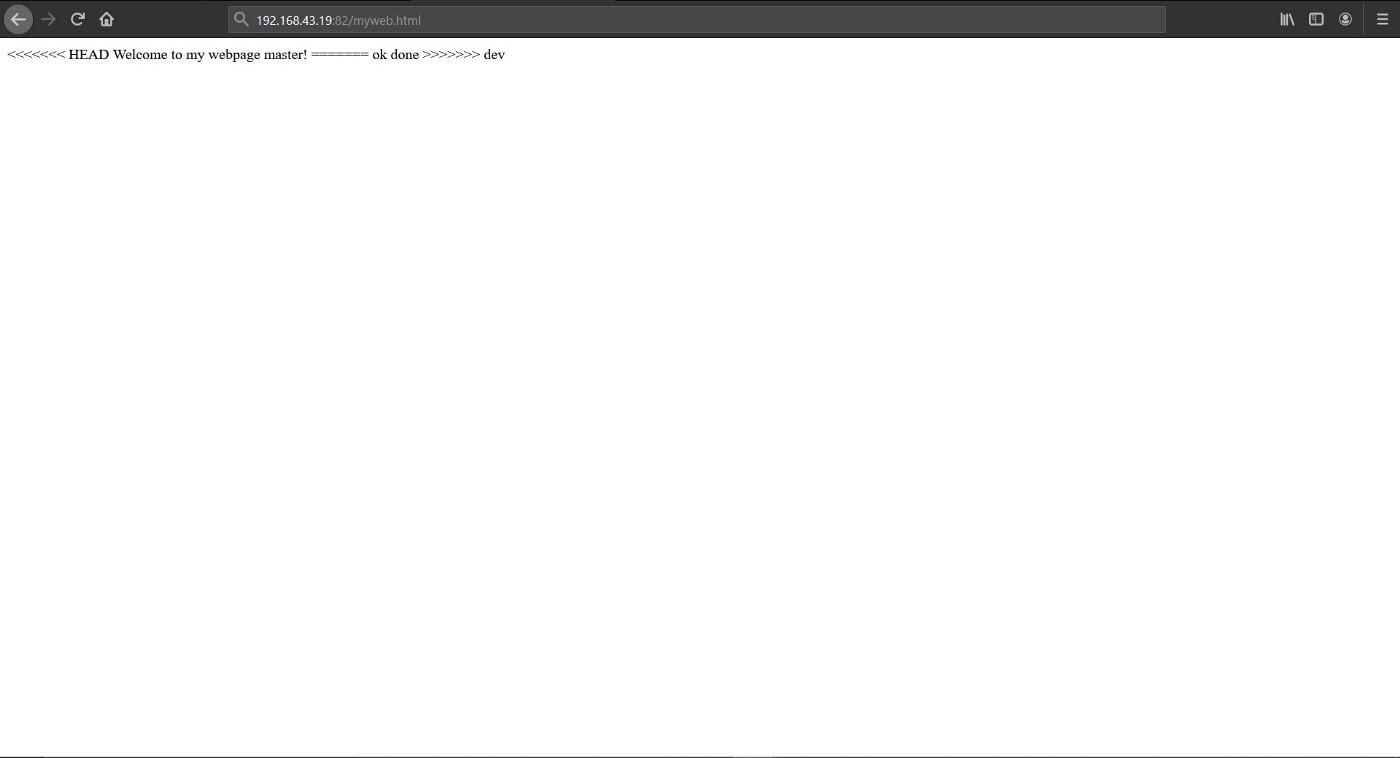 192.168.43.19:82/myweb.html
<<<<<<< HEAD Welcome to my webpage master! ======= ok done >>>>>>> dev